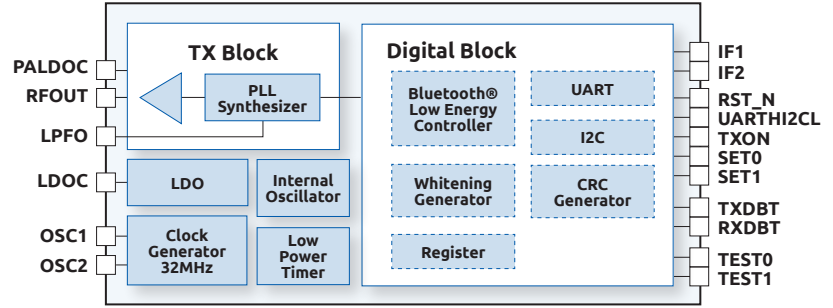 PALDOC
RFOUT
LPFO
LDOC
OSC1
OSC2
TX Block
PLL
Synthesizer
LDO
Internal
Oscillator
Clock
Generator
32MHz
Low
Power
Timer
Digital Block
Bluetooth®
Low Energy
Controller
UART
I2C
Whitening
Generator
CRC
Generator
Register
IF1
IF2
RST_N
UARTHI2CL
TXON
SET0
SET1
TXDBT
RXDBT
TEST0
TEST1